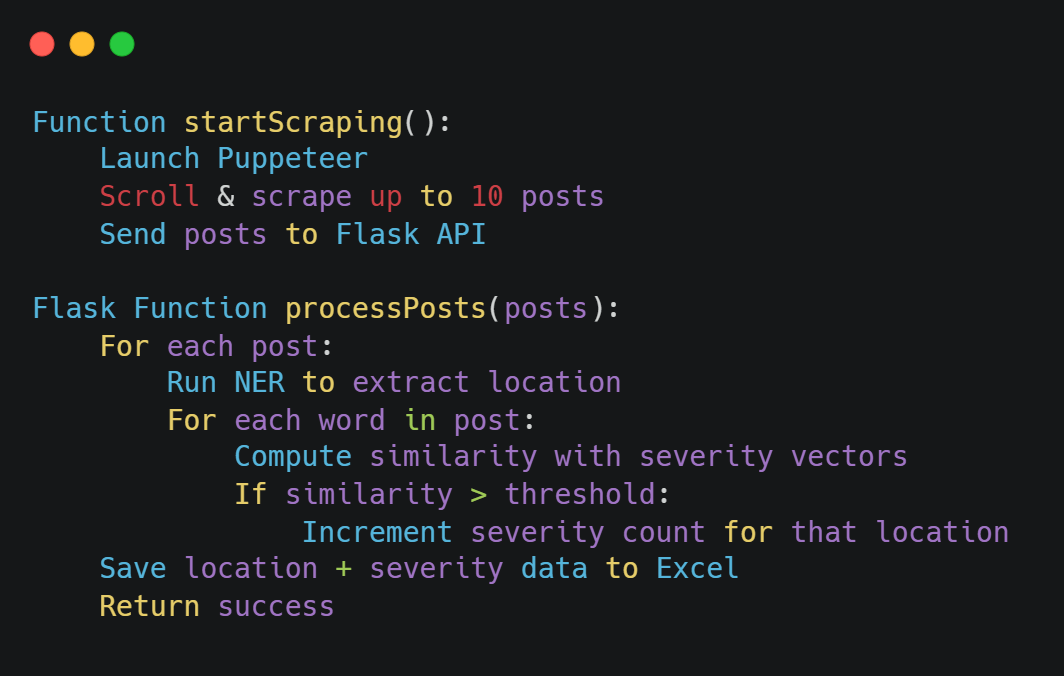 Function startScraping():
    Launch Puppeteer
    Scroll & scrape up to 10 posts
    Send posts to Flask API

Flask Function processPosts(posts):
    For each post:
        Run NER to extract location
        For each word in post:
            Compute similarity with severity vectors
            If similarity > threshold:
                Increment severity count for that location
    Save location + severity data to Excel
    Return success